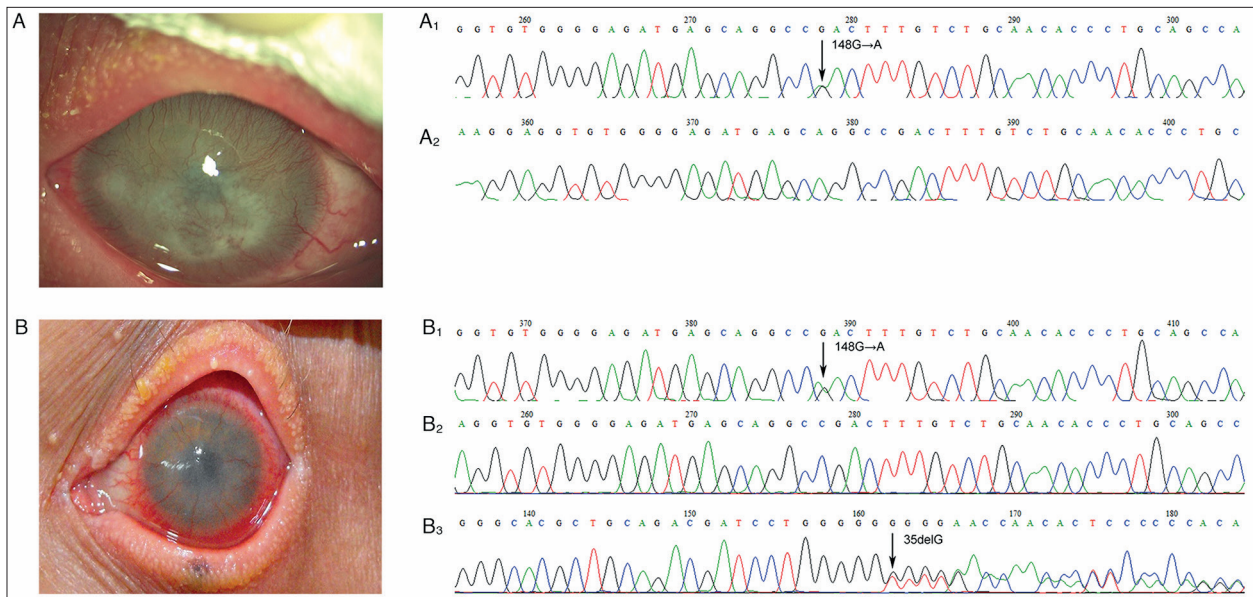 A
A1
260 270 280 290 300
G G T G T G G G G A G A T G A G C A G G C C G A C T T T G T C T G C A A C A C C C T G C A G C C A
148G→A
A2
360 370 380 390 400
A A G G A G G T G T G G G G A G A T G A G C A G G C C G A C T T T G T C T G C A A C A C C C T G C
B
B1
370 380 390 400 410
G G T G T G G G G A G A T G A G C A G G C C G A C T T T G T C T G C A A C A C C C T G C A G C C A
148G→A
B2
260 270 280 290 300
A G G T G T G G G G A G A T G A G C A G G C C G A C T T T G T C T G C A A C A C C C T G C A G C C
B3
140 150 160 170 180
G G G C A C G C T G C A G A C G A T C C T G G G G G G G G G G A A C C A A C A C T C C C C C C A C A
35delG